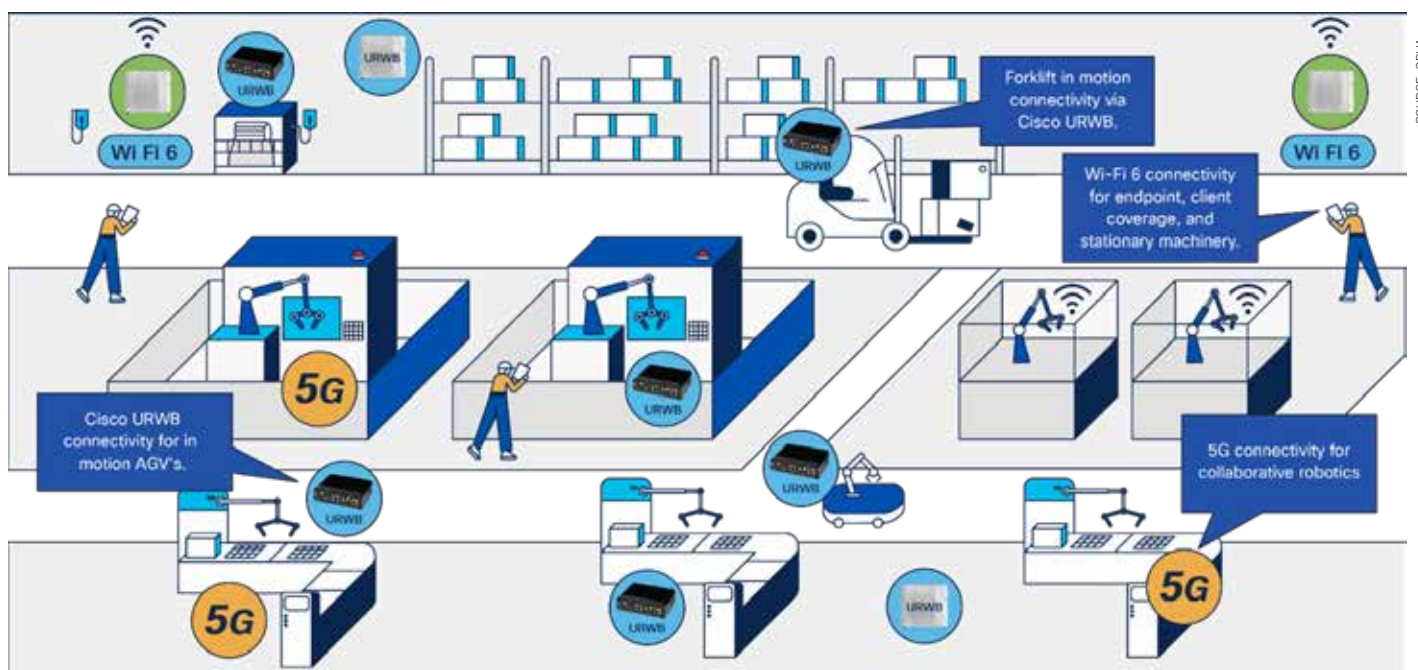 URWB
URWB
Wi Fi 6
Forklift in motion
connectivity via
Cisco URWB.
URWB
Wi Fi 6
Wi-Fi 6 connectivity
for endpoint, client
coverage, and
stationary machinery.
5G
URWB
Cisco URWB
connectivity for in
motion AGV's.
URWB
URWB
5G connectivity for
collaborative robotics
5G
URWB
URWB
5G